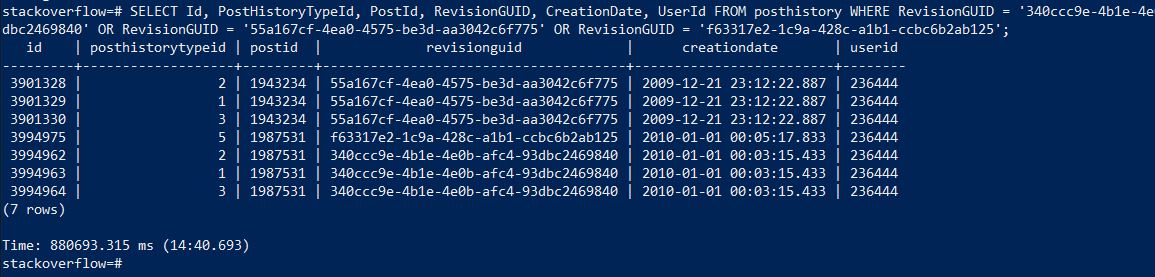 stackoverflow=# SELECT Id, PostHistoryTypeId, PostId, RevisionGUID, CreationDate, UserId FROM posthistory WHERE RevisionGUID = '340ccc9e-4b1e-4e
dbc2469840' OR RevisionGUID = '55a167cf-4ea0-4575-be3d-aa3042c6f775' OR RevisionGUID = 'f63317e2-1c9a-428c-a1b1-ccbc6b2ab125';
   id    | posthistorytypeid | postid  |             revisionguid             |      creationdate       | userid
---------+-------------------+---------+--------------------------------------+-------------------------+--------
 3901328 |                 2 | 1943234 | 55a167cf-4ea0-4575-be3d-aa3042c6f775 | 2009-12-21 23:12:22.887 | 236444
 3901329 |                 1 | 1943234 | 55a167cf-4ea0-4575-be3d-aa3042c6f775 | 2009-12-21 23:12:22.887 | 236444
 3901330 |                 3 | 1943234 | 55a167cf-4ea0-4575-be3d-aa3042c6f775 | 2009-12-21 23:12:22.887 | 236444
 3994975 |                 5 | 1987531 | f63317e2-1c9a-428c-a1b1-ccbc6b2ab125 | 2010-01-01 00:05:17.833 | 236444
 3994962 |                 2 | 1987531 | 340ccc9e-4b1e-4e0b-afc4-93dbc2469840 | 2010-01-01 00:03:15.433 | 236444
 3994963 |                 1 | 1987531 | 340ccc9e-4b1e-4e0b-afc4-93dbc2469840 | 2010-01-01 00:03:15.433 | 236444
 3994964 |                 3 | 1987531 | 340ccc9e-4b1e-4e0b-afc4-93dbc2469840 | 2010-01-01 00:03:15.433 | 236444
(7 rows)
Time: 880693.315 ms (14:40.693)
stackoverflow=#